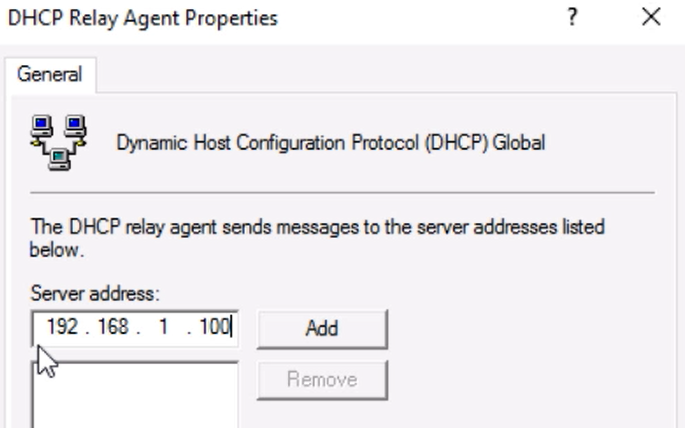 DHCP Relay Agent Properties ?
General
Dynamic Host Configuration Protocol (DHCP) Global
The DHCP relay agent sends messages to the server addresses listed
below.
Server address:
192 . 168 . 1 . 100 Add
Remove